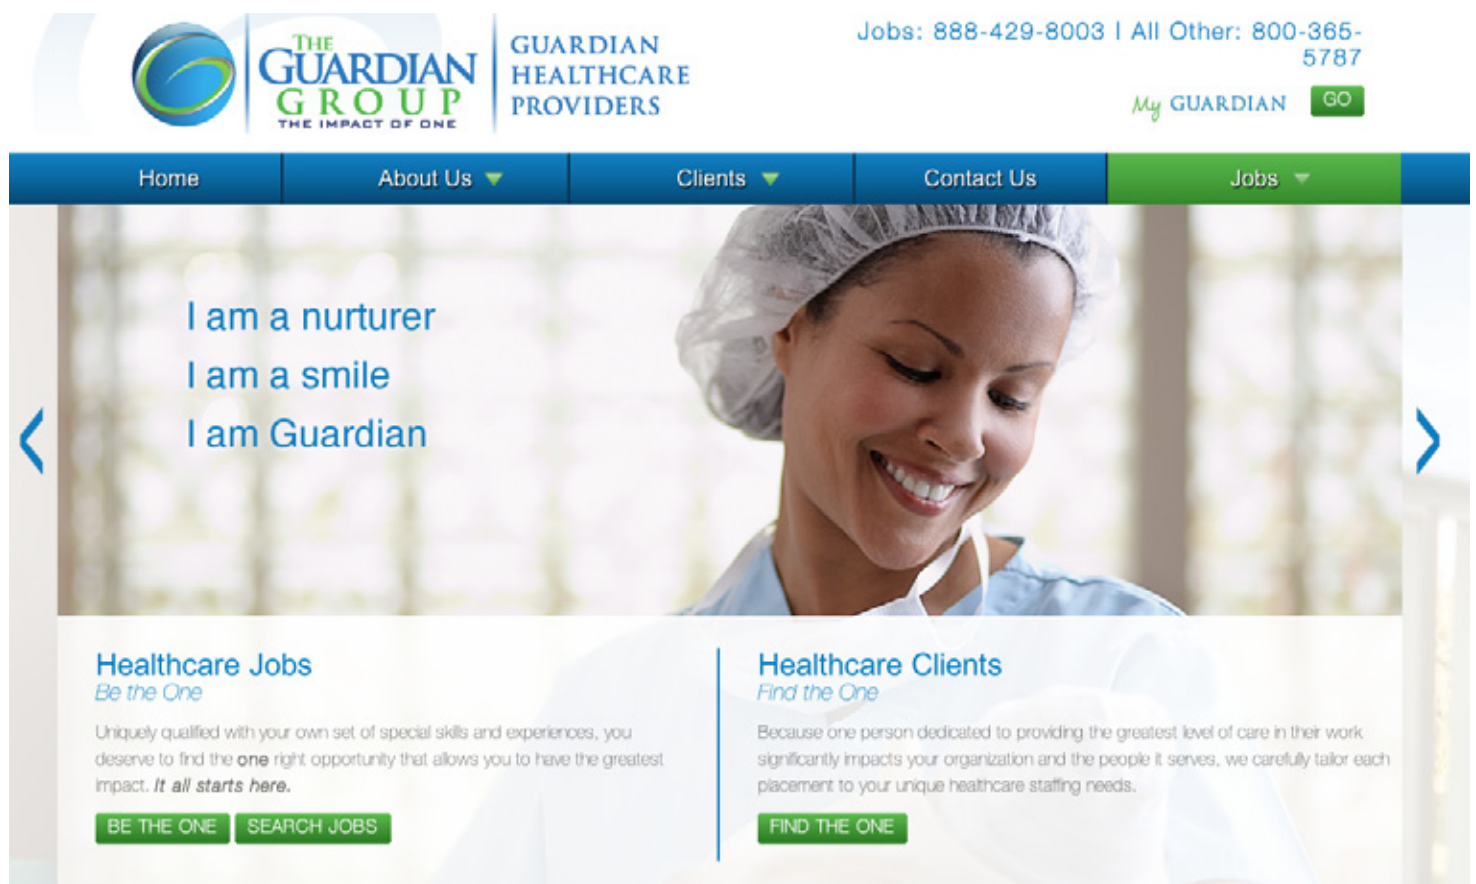 THE
GUARDIAN
GROUP
THE IMPACT OF ONE
GUARDIAN
HEALTHCARE
PROVIDERS
Jobs: 888-429-8003 | All Other: 800-365-
5787
My GUARDIAN GO
Home About Us Clients Contact Us Jobs
I am a nurturer
I am a smile
I am Guardian
Healthcare Jobs
Be the One
Uniquely qualified with your own set of special skills and experiences, you
deserve to find the one right opportunity that allows you to have the greatest
impact. It all starts here.
BE THE ONE SEARCH JOBS
Healthcare Clients
Find the One
Because one person dedicated to providing the greatest level of care in their work
significantly impacts your organization and the people it serves, we carefully tailor each
placement to your unique healthcare staffing needs.
FIND THE ONE